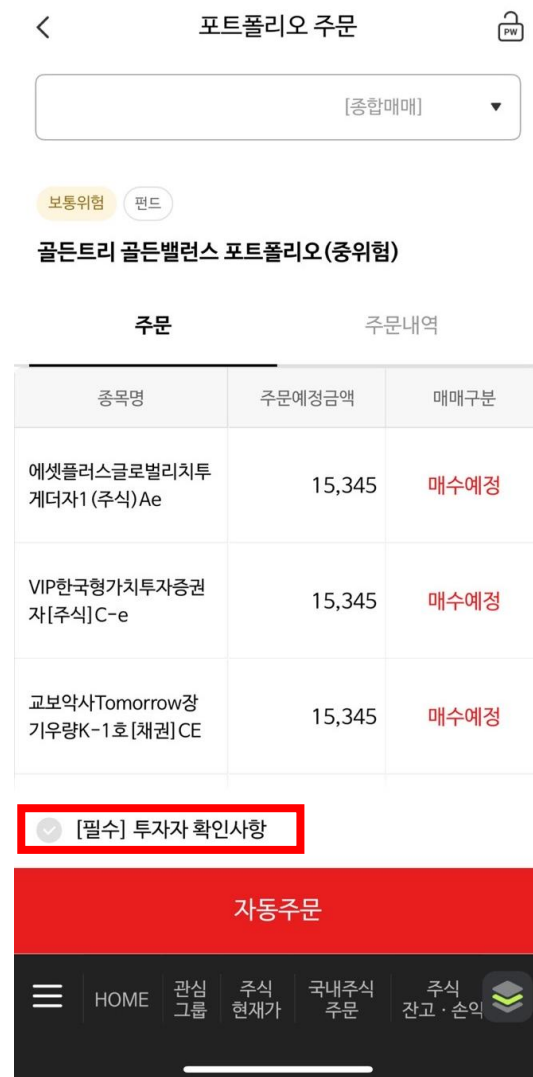 포트폴리오 주문
PW
[종합매매]
보통위험 펀드
골든트리 골든밸런스 포트폴리오(중위험)
주문 주문내역
종목명 주문예정금액 매매구분
에셋플러스글로벌리치투
게더자1(주식)Ae
15,345 매수예정
VIP한국형가치투자증권
자[주식]C-e
15,345 매수예정
교보악사Tomorrow장
기우량K-1호[채권]CE
15,345 매수예정
[필수] 투자자 확인사항
자동주문
HOME 관심 주식 국내주식 주식
그룹 현재가 주문 잔고·손익